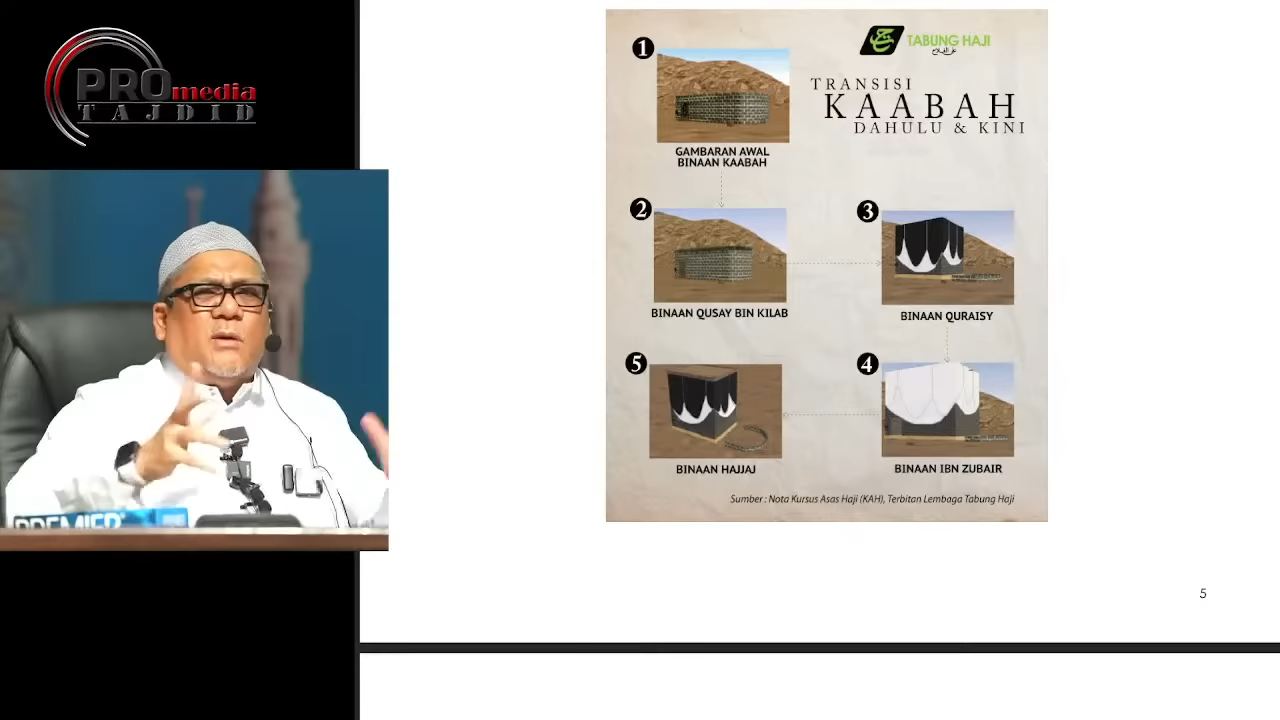 PROmedia
TAJDID
PREMIER
TABUNG HAJI
TRANSISI
KAABAH
DAHULU & KINI
1
GAMBARAN AWAL
BINAAN KAABAH
2
BINAAN QUSAY BIN KILAB
3
BINAAN QURAISY
4
BINAAN IBN ZUBAIR
5
BINAAN HAJJAJ
Sumber : Nota Kursus Asas Haji (KAH), Terbitan Lembaga Tabung Haji
5